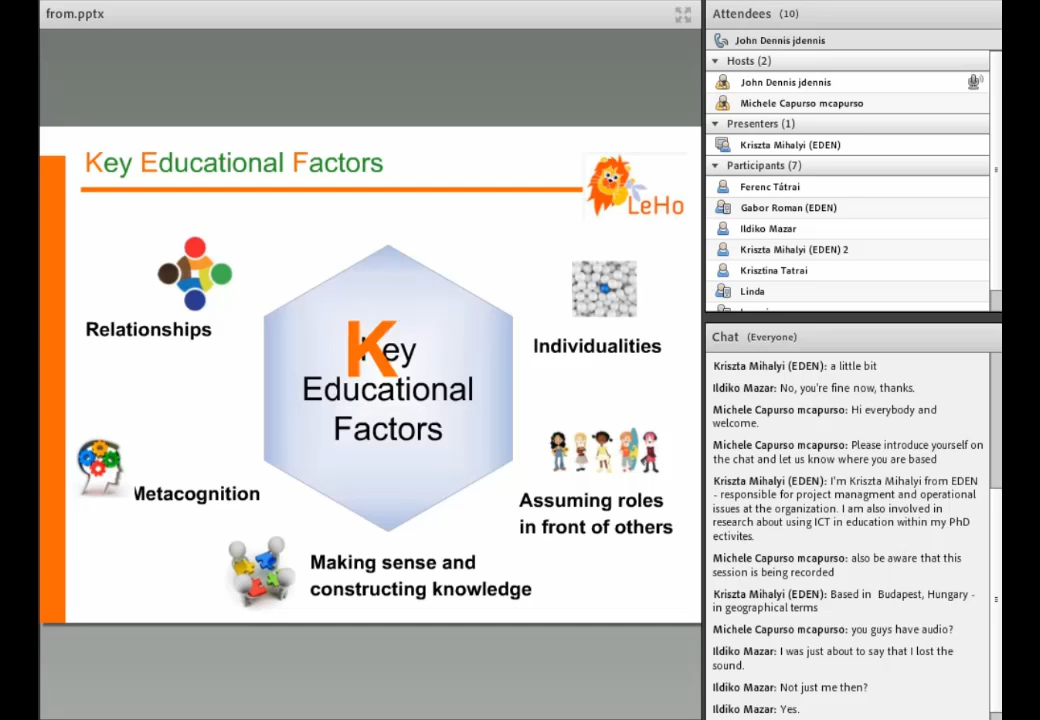 from.pptx
Key Educational Factors
LeHo
Relationships
Individualities
Key
Educational
Factors
Metacognition
Assuming roles
in front of others
Making sense and
constructing knowledge
Attendees (10)
John Dennis jdennis
Hosts (2)
John Dennis jdennis
Michele Capurso mcapurso
Presenters (1)
Kriszta Mihalyi (EDEN)
Participants (7)
Ferenc Tátrai
Gabor Roman (EDEN)
Ildiko Mazar
Kriszta Mihalyi (EDEN) 2
Krisztina Tatrai
Linda
Chat (Everyone)
Kriszta Mihalyi (EDEN): a little bit
Ildiko Mazar: No, you're fine now, thanks.
Michele Capurso mcapurso: Hi everybody and
welcome.
Michele Capurso mcapurso: Please introduce yourself on
the chat and let us know where you are based
Kriszta Mihalyi (EDEN): I'm Kriszta Mihalyi from EDEN
- responsible for project managment and operational
issues at the organization. I am also involved in
research about using ICT in education within my PhD
ectivites.
Michele Capurso mcapurso: also be aware that this
session is being recorded
Kriszta Mihalyi (EDEN): Based in Budapest, Hungary -
in geographical terms
Michele Capurso mcapurso: you guys have audio?
Ildiko Mazar: I was just about to say that I lost the
sound.
Ildiko Mazar: Not just me then?
Ildiko Mazar: Yes.